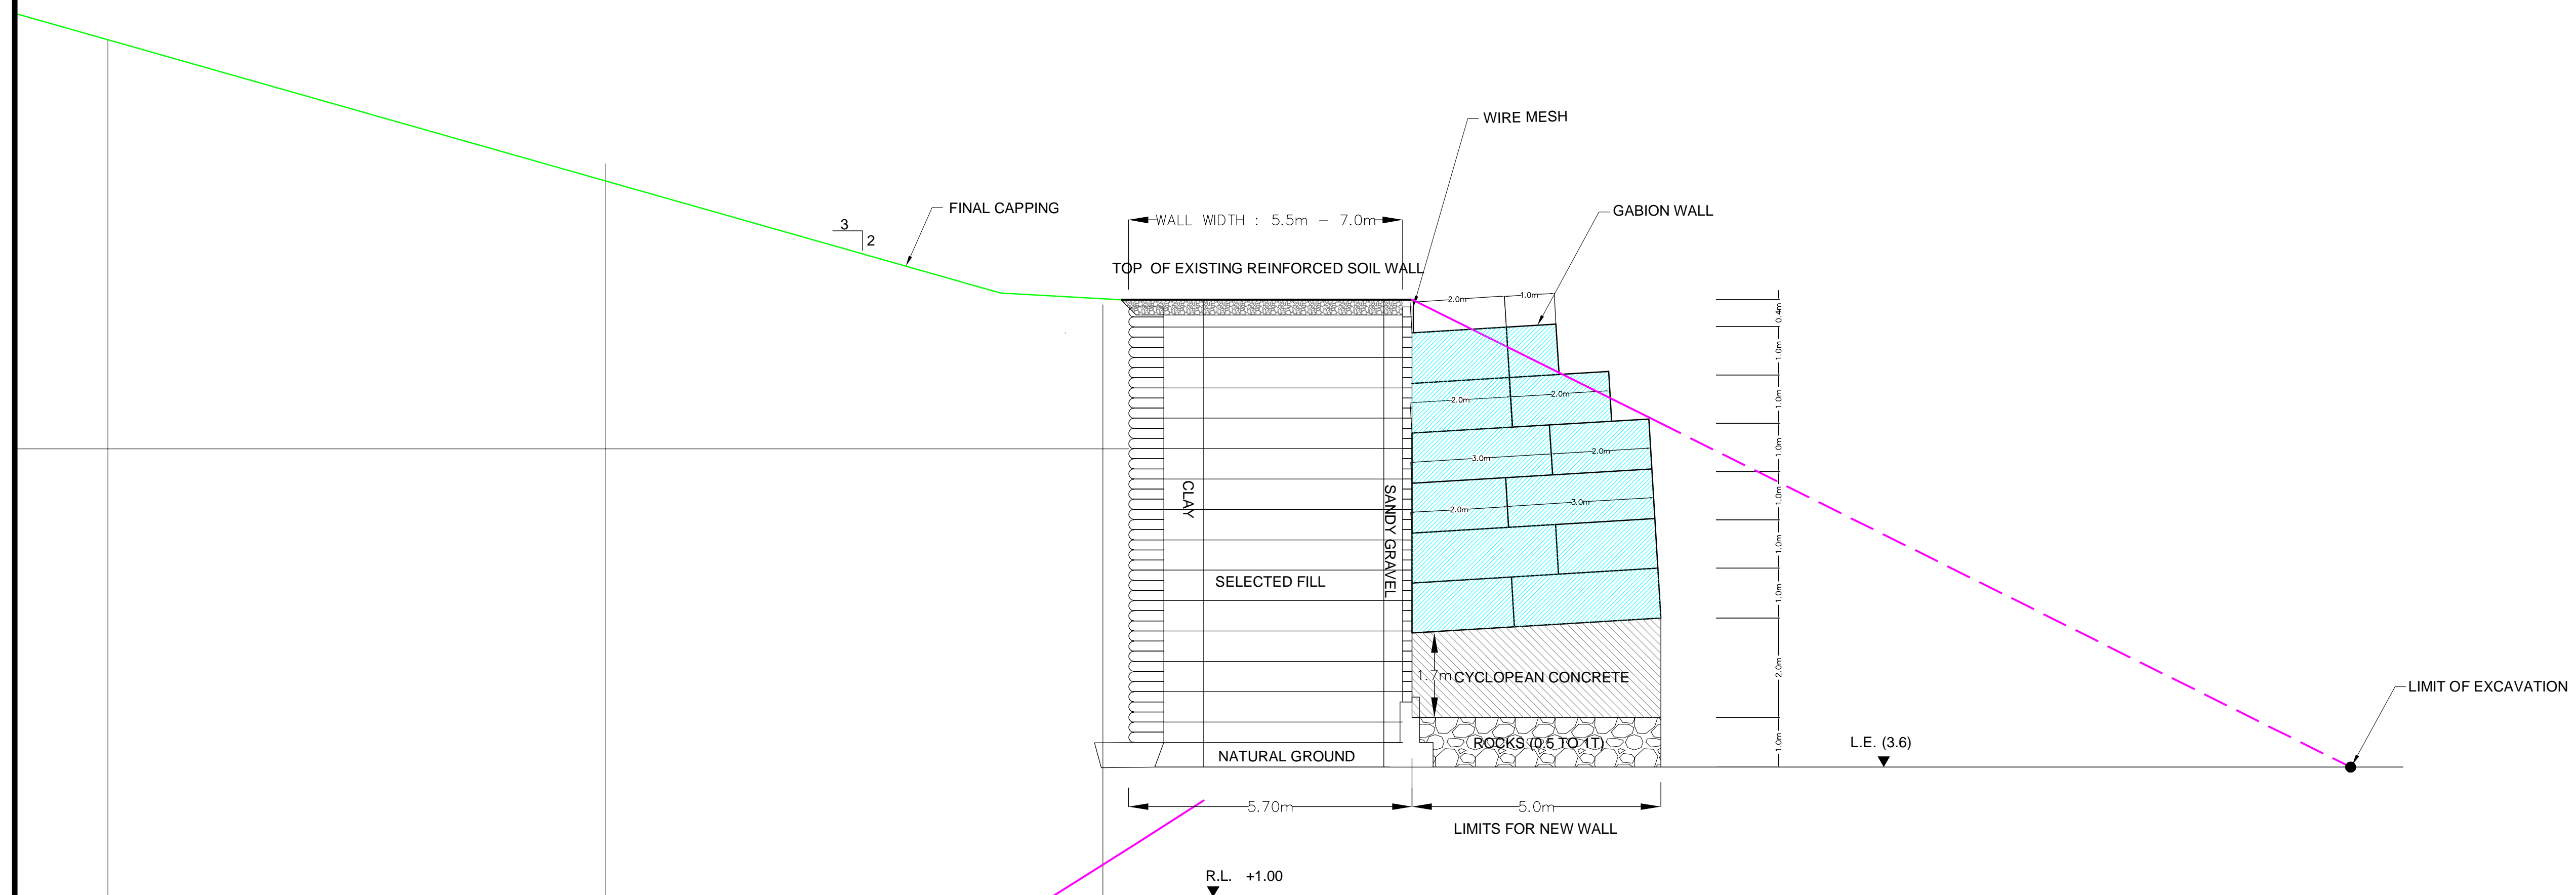 WIRE MESH
FINAL CAPPING
GABION WALL
3
2
WALL WIDTH : 5.5m - 7.0m
TOP OF EXISTING REINFORCED SOIL WALL
2.0m
1.0m
0.4m
1.0m
1.0m
2.0m
2.0m
1.0m
3.0m
2.0m
1.0m
CLAY
SANDY GRAVEL
2.0m
3.0m
1.0m
SELECTED FILL
1.0m
1.7m
CYCLOPEAN CONCRETE
2.0m
LIMIT OF EXCAVATION
NATURAL GROUND
ROCKS (0.5 TO 1T)
1.0m
L.E. (3.6)
5.70m
5.0m
LIMITS FOR NEW WALL
R.L. +1.00